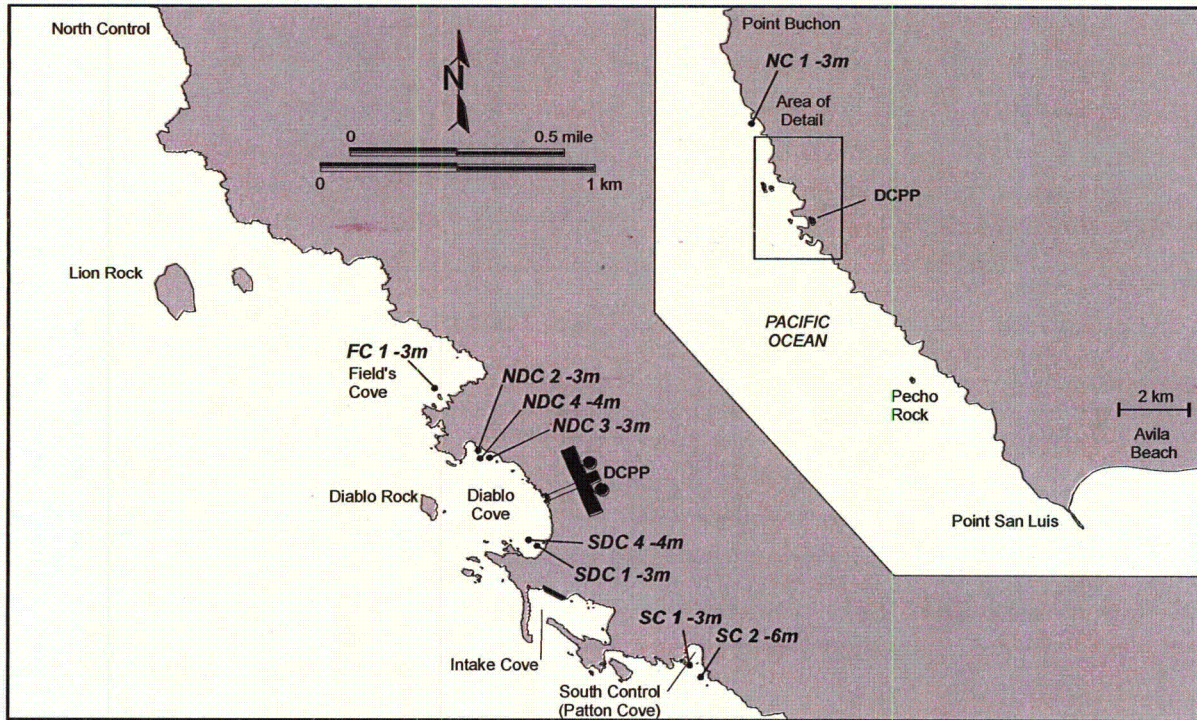 North Control
N
0 0.5 mile
0 1 km
Lion Rock
FC 1 -3m
Field's
Cove
NDC 2 -3m
NDC 4 -4m
NDC 3 -3m
DCPP
Diablo Rock
Diablo
Cove
SDC 4 -4m
SDC 1 -3m
Intake Cove
SC 1 -3m
SC 2 -6m
South Control
(Patton Cove)
Point Buchon
NC 1 -3m
Area of
Detail
DCPP
PACIFIC
OCEAN
Pecho
Rock
2 km
Avila
Beach
Point San Luis